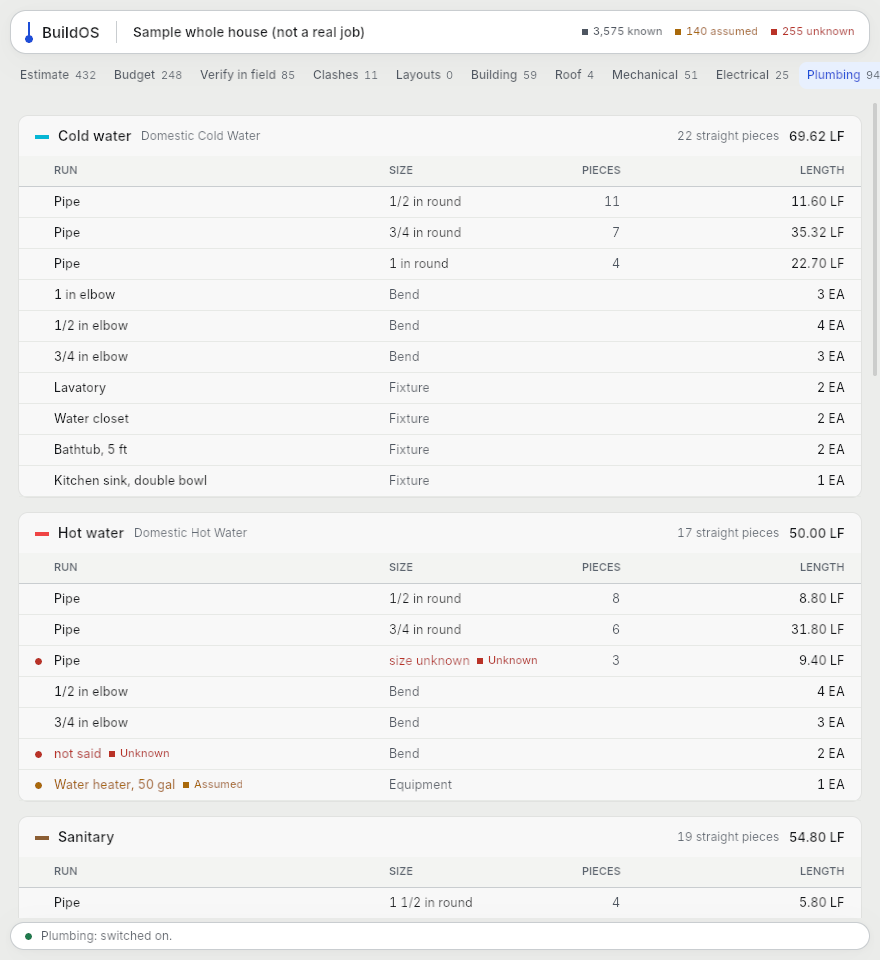 BuildOS Sample whole house (not a real job) 3,575 known 140 assumed 255 unknown
Estimate 432 Budget 248 Verify in field 85 Clashes 11 Layouts 0 Building 59 Roof 4 Mechanical 51 Electrical 25 Plumbing 94
Cold water Domestic Cold Water 22 straight pieces 69.62 LF
RUN SIZE PIECES LENGTH
Pipe 1/2 in round 11 11.60 LF
Pipe 3/4 in round 7 35.32 LF
Pipe 1 in round 4 22.70 LF
1 in elbow Bend 3 EA
1/2 in elbow Bend 4 EA
3/4 in elbow Bend 3 EA
Lavatory Fixture 2 EA
Water closet Fixture 2 EA
Bathtub, 5 ft Fixture 2 EA
Kitchen sink, double bowl Fixture 1 EA
Hot water Domestic Hot Water 17 straight pieces 50.00 LF
RUN SIZE PIECES LENGTH
Pipe 1/2 in round 8 8.80 LF
Pipe 3/4 in round 6 31.80 LF
Pipe size unknown Unknown 3 9.40 LF
1/2 in elbow Bend 4 EA
3/4 in elbow Bend 3 EA
not said Unknown Bend 2 EA
Water heater, 50 gal Assumed Equipment 1 EA
Sanitary 19 straight pieces 54.80 LF
RUN SIZE PIECES LENGTH
Pipe 1 1/2 in round 4 5.80 LF
Plumbing: switched on.